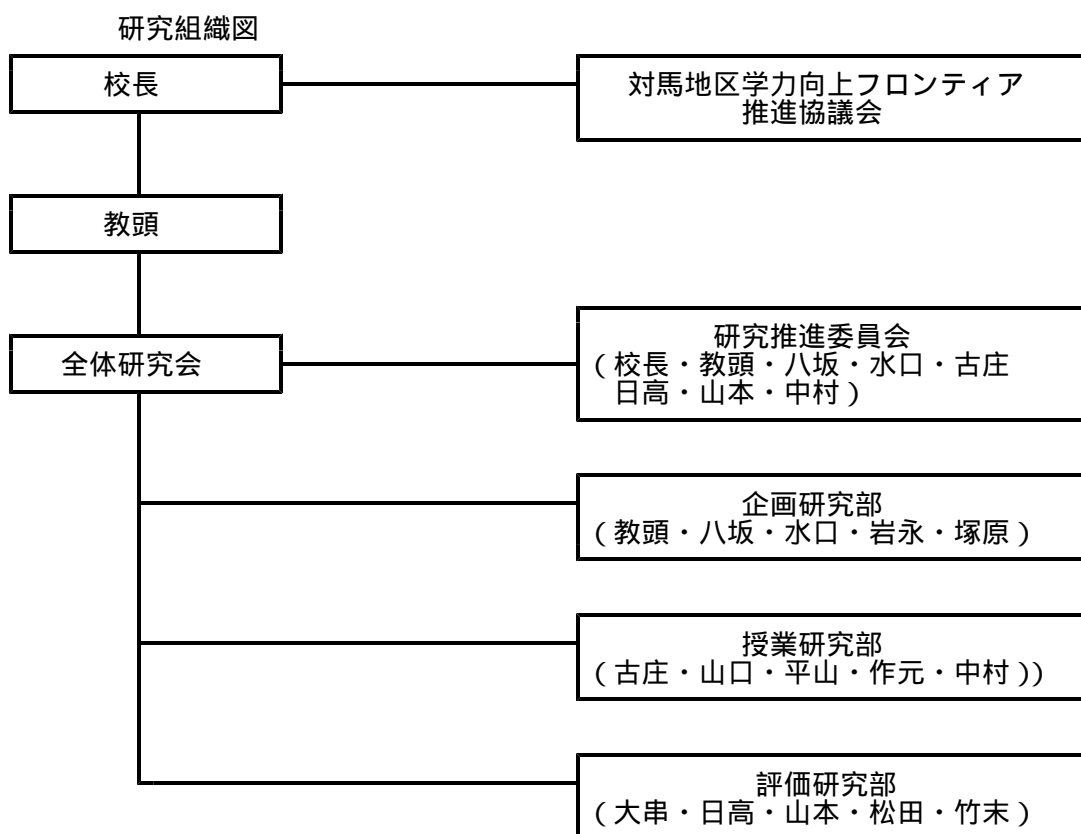 研究組織図
校長
対馬地区学力向上フロンティア
推進協議会
教頭
全体研究会
研究推進委員会
(校長・教頭・八坂・水口・古庄
日高・山本・中村)
企画研究部
(教頭・八坂・水口・岩永・塚原)
授業研究部
(古庄・山口・平山・作元・中村))
評価研究部
(大串・日高・山本・松田・竹末)